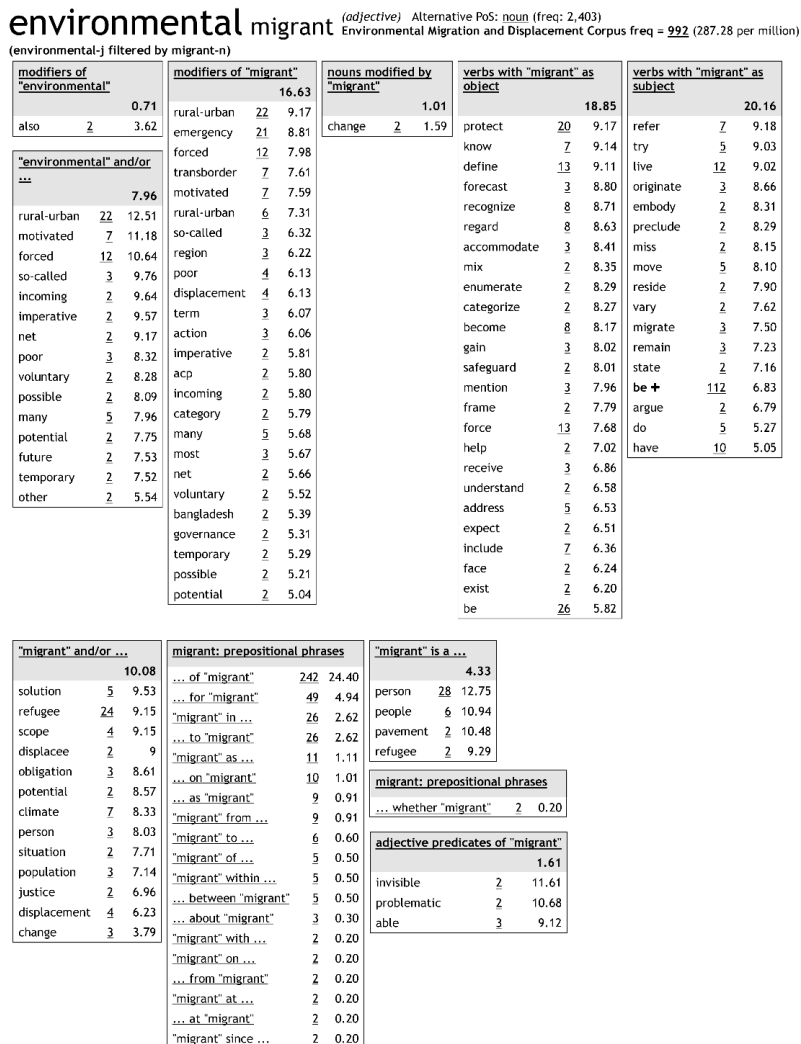 environmental migrant (adjective) Alternative PoS: noun (freq: 2,403)
Environmental Migration and Displacement Corpus freq = 992 (287.28 per million)
(environmental-j filtered by migrant-n)
modifiers of
"environmental"
0.71
also 2 3.62
"environmental" and/or
...
7.96
rural-urban 22 12.51
motivated 7 11.18
forced 12 10.64
so-called 3 9.76
incoming 2 9.64
imperative 2 9.57
net 2 9.17
poor 3 8.32
voluntary 2 8.28
possible 2 8.09
many 5 7.96
potential 2 7.75
future 2 7.53
temporary 2 7.52
other 2 5.54
modifiers of "migrant"
16.63
rural-urban 22 9.17
emergency 21 8.81
forced 12 7.98
transborder 7 7.61
motivated 7 7.59
rural-urban 6 7.31
so-called 3 6.32
region 3 6.22
poor 4 6.13
displacement 4 6.13
term 3 6.07
action 3 6.06
imperative 2 5.81
acp 2 5.80
incoming 2 5.80
category 2 5.79
many 5 5.68
most 3 5.67
net 2 5.66
voluntary 2 5.52
bangladesh 2 5.39
governance 2 5.31
temporary 2 5.29
possible 2 5.21
potential 2 5.04
nouns modified by
"migrant"
1.01
change 2 1.59
verbs with "migrant" as
object
18.85
protect 20 9.17
know 7 9.14
define 13 9.11
forecast 3 8.80
recognize 8 8.71
regard 8 8.63
accommodate 3 8.41
mix 2 8.35
enumerate 2 8.29
categorize 2 8.27
become 8 8.17
gain 3 8.02
safeguard 2 8.01
mention 3 7.96
frame 2 7.79
force 13 7.68
help 2 7.02
receive 3 6.86
understand 2 6.58
address 5 6.53
expect 2 6.51
include 7 6.36
face 2 6.24
exist 2 6.20
be 26 5.82
verbs with "migrant" as
subject
20.16
refer 7 9.18
try 5 9.03
live 12 9.02
originate 3 8.66
embody 2 8.31
preclude 2 8.29
miss 2 8.15
move 5 8.10
reside 2 7.90
vary 2 7.62
migrate 3 7.50
remain 3 7.23
state 2 7.16
be + 112 6.83
argue 2 6.79
do 5 5.27
have 10 5.05
"migrant" and/or ...
10.08
solution 5 9.53
refugee 24 9.15
scope 4 9.15
displacee 2 9
obligation 3 8.61
potential 2 8.57
climate 7 8.33
person 3 8.03
situation 2 7.71
population 3 7.14
justice 2 6.96
displacement 4 6.23
change 3 3.79
migrant: prepositional phrases
... of "migrant" 242 24.40
... for "migrant" 49 4.94
"migrant" in ... 26 2.62
... to "migrant" 26 2.62
"migrant" as ... 11 1.11
... on "migrant" 10 1.01
... as "migrant" 9 0.91
"migrant" from ... 9 0.91
"migrant" to ... 6 0.60
"migrant" of ... 5 0.50
"migrant" within ... 5 0.50
... between "migrant" 5 0.50
... about "migrant" 3 0.30
"migrant" with ... 2 0.20
"migrant" on ... 2 0.20
... from "migrant" 2 0.20
"migrant" at ... 2 0.20
... at "migrant" 2 0.20
"migrant" since ... 2 0.20
"migrant" is a ...
4.33
person 28 12.75
people 6 10.94
pavement 2 10.48
refugee 2 9.29
migrant: prepositional phrases
... whether "migrant" 2 0.20
adjective predicates of "migrant"
1.61
invisible 2 11.61
problematic 2 10.68
able 3 9.12